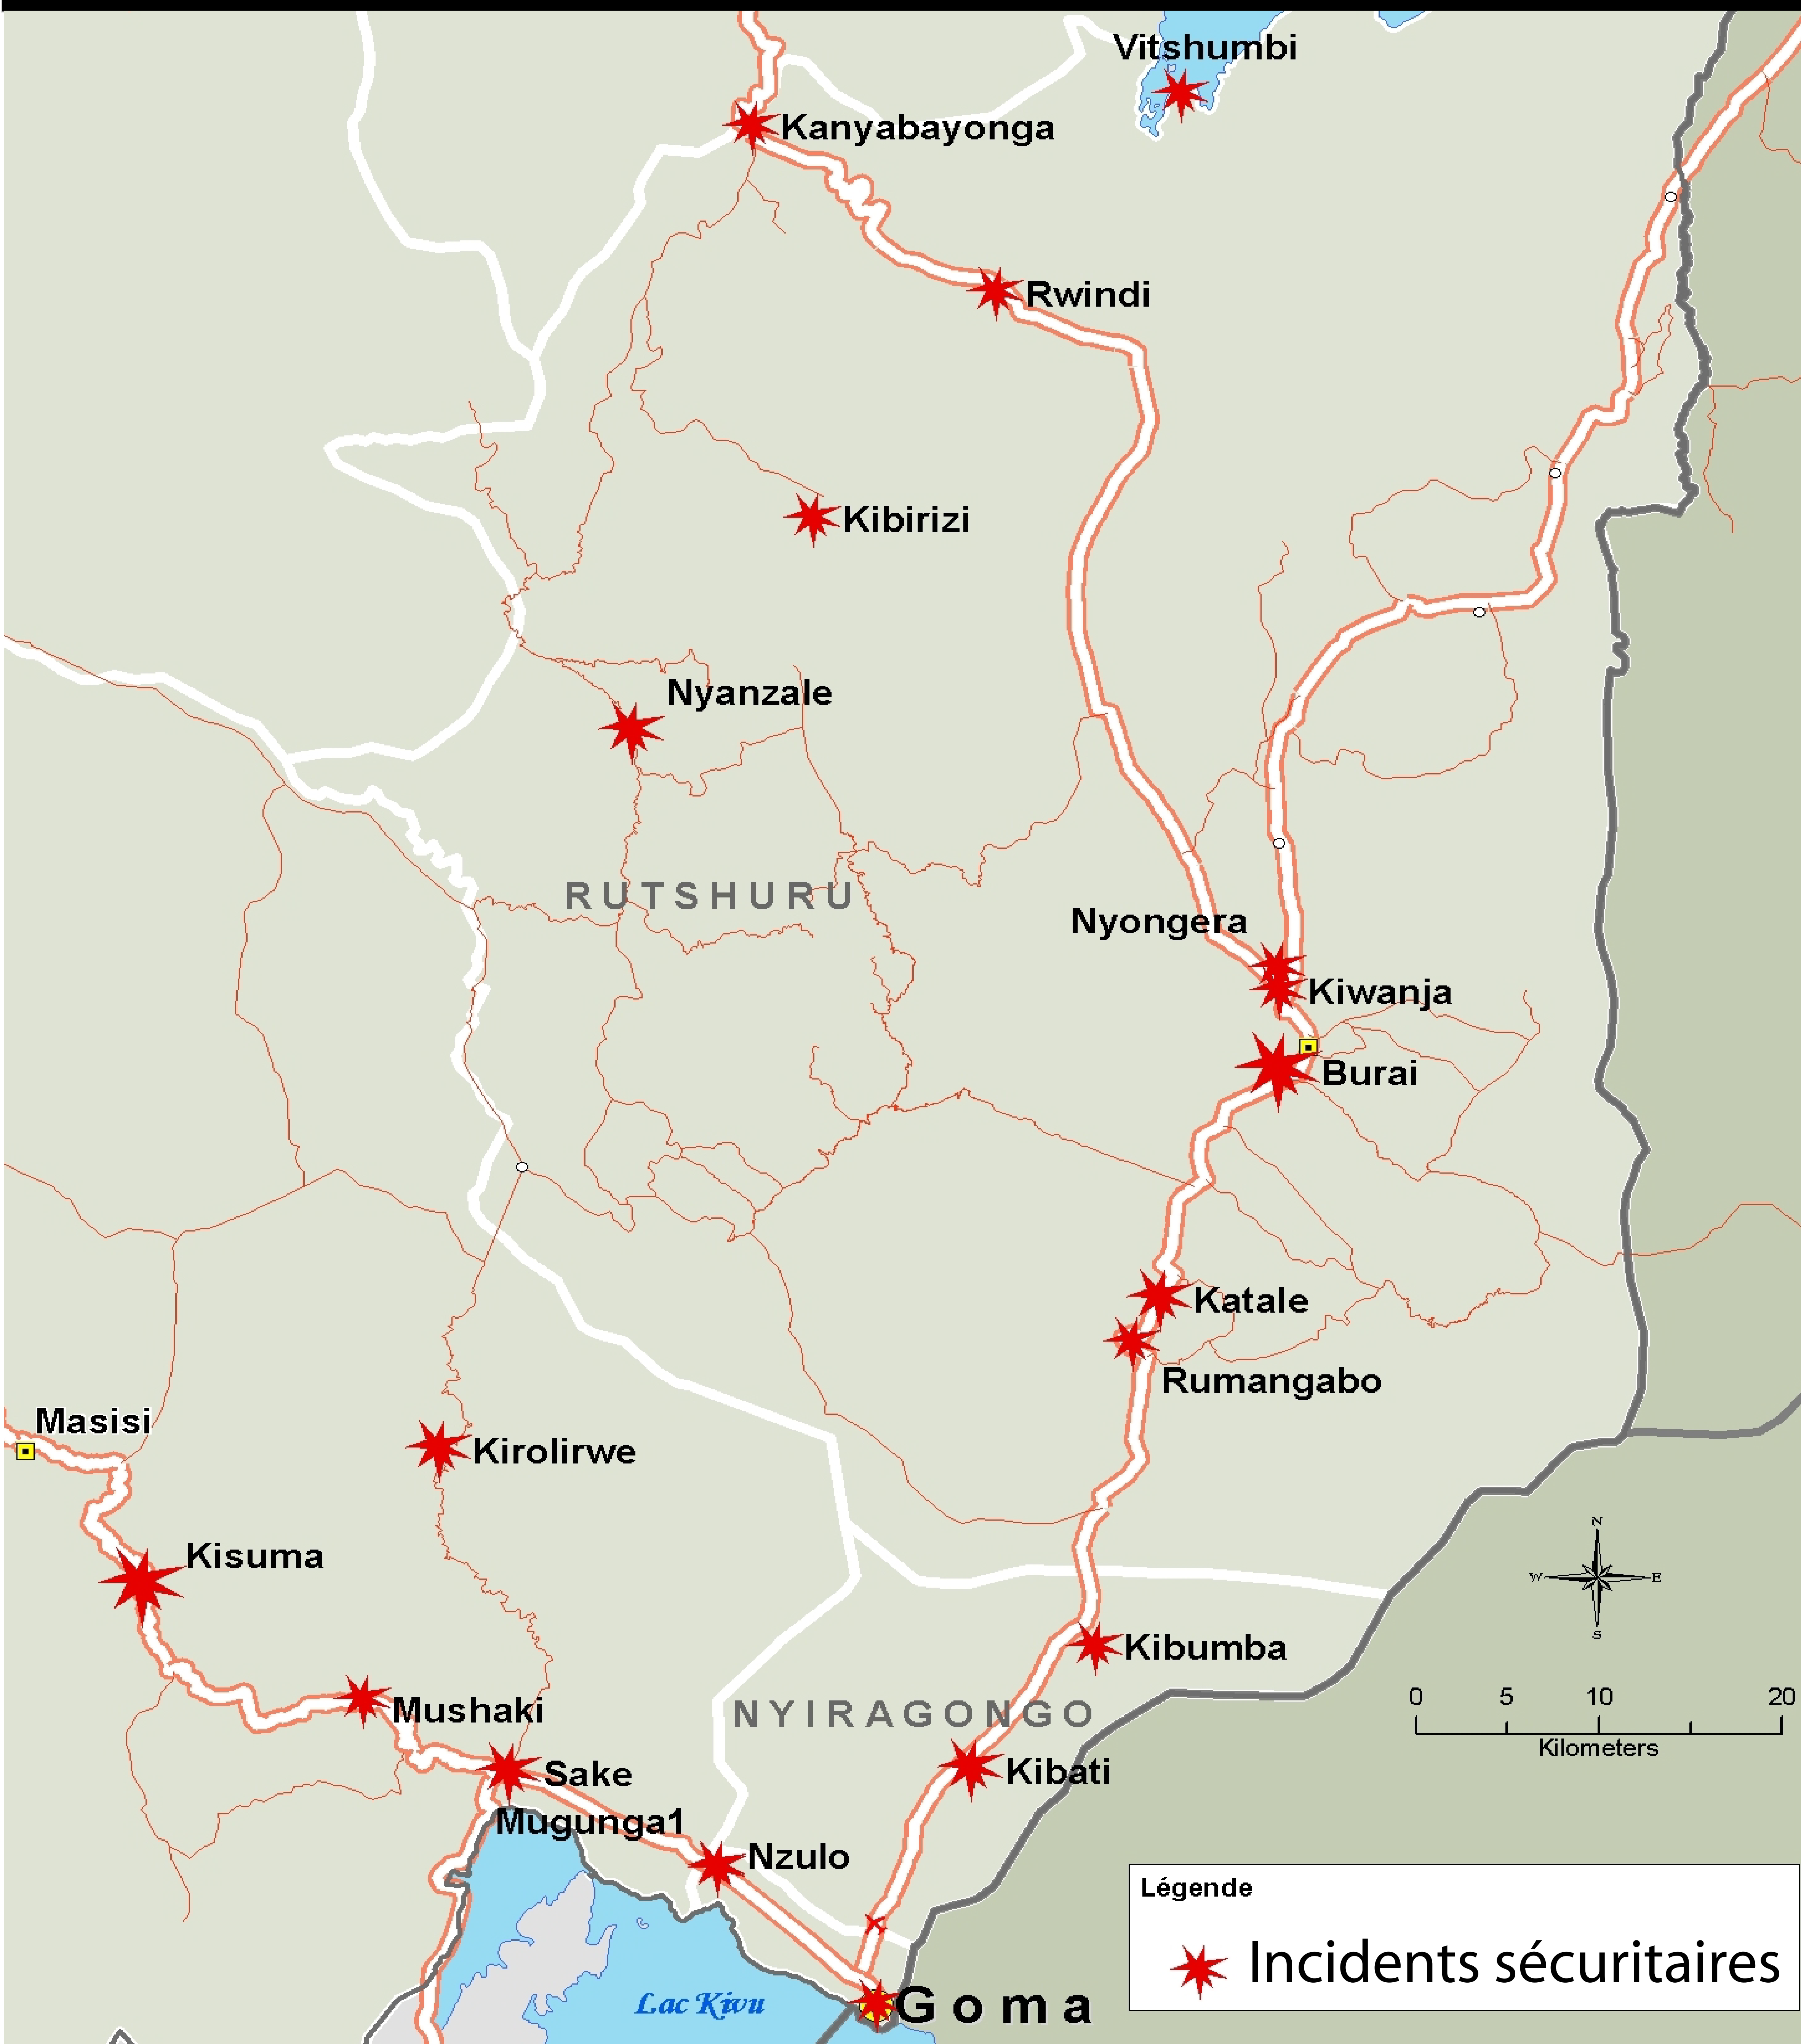 Vitshumbi
Kanyabayonga
Rwindi
Kibirizi
Nyanzale
RUTSHURU
Nyongera
Kiwanja
Burai
Katale
Rumangabo
Masisi
Kirolirwe
N
Kisuma
W E
S
Kibumba
0 5 10 20
Kilometers
Mushaki
NYIRAGONGO
Sake
Kibati
Mugunga1
Nzulo
Légende
Incidents sécuritaires
Lac Kivu
Goma